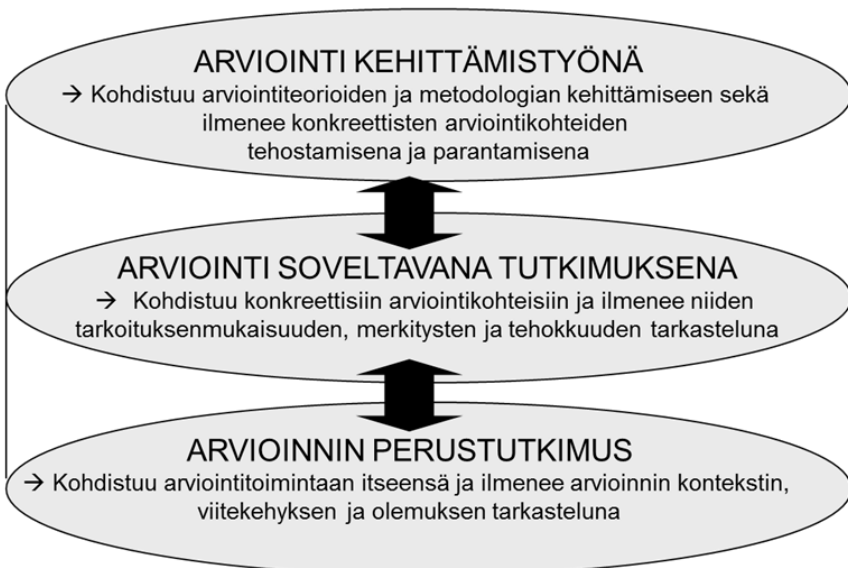 ARVIOINTI KEHITTÄMISTYÖNÄ
→ Kohdistuu arviointiteorioiden ja metodologian kehittämiseen sekä
ilmenee konkreettisten arviointikohteiden
tehostamisena ja parantamisena
ARVIOINTI SOVELTAVANA TUTKIMUKSENA
→ Kohdistuu konkreettisiin arviointikohteisiin ja ilmenee niiden
tarkoituksenmukaisuuden, merkitysten ja tehokkuuden tarkasteluna
ARVIOINNIN PERUSTUTKIMUS
→ Kohdistuu arviointitoimintaan itseensä ja ilmenee arvioinnin kontekstin,
viitekehyksen ja olemuksen tarkasteluna